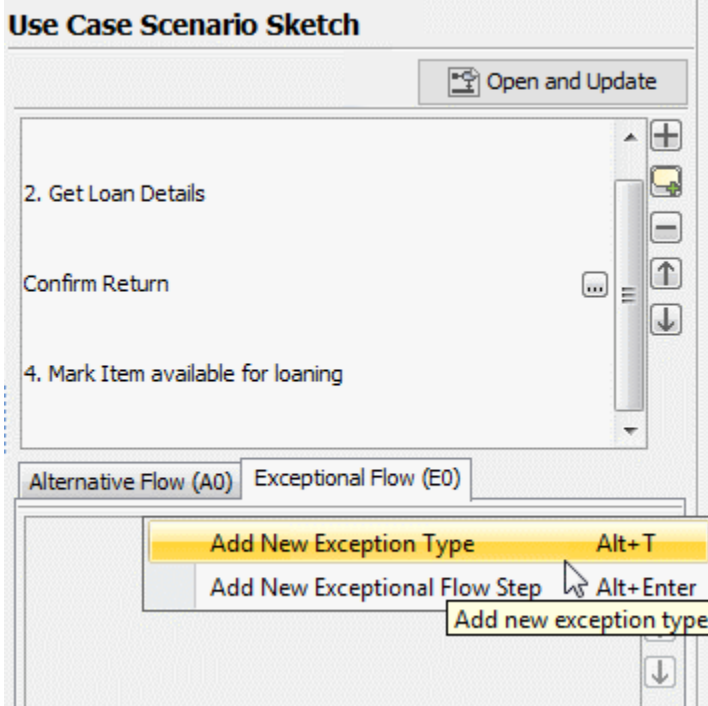 Use Case Scenario Sketch
Open and Update
2. Get Loan Details
Confirm Return
...
4. Mark Item available for loaning
Alternative Flow (A0) Exceptional Flow (E0)
Add New Exception Type Alt+T
Add New Exceptional Flow Step Alt+Enter
Add new exception type